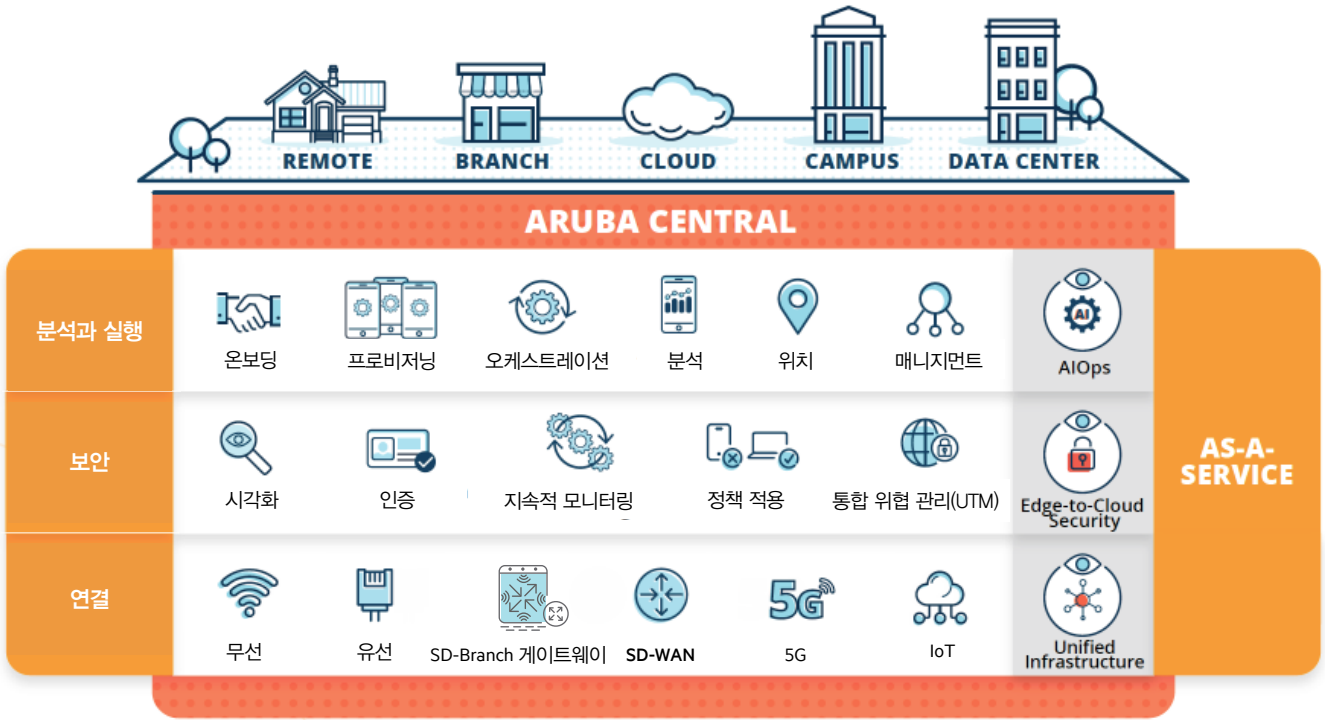 REMOTE BRANCH CLOUD CAMPUS DATA CENTER
ARUBA CENTRAL
분석과 실행
온보딩 프로비저닝 오케스트레이션 분석 위치 매니지먼트
AI
AIOps
보안
시각화 인증 지속적 모니터링 정책 적용 통합 위협 관리(UTM)
Edge-to-Cloud
Security
AS-A-
SERVICE
연결
5G
무선 유선 SD-Branch 게이트웨이 SD-WAN 5G IoT
Unified
Infrastructure